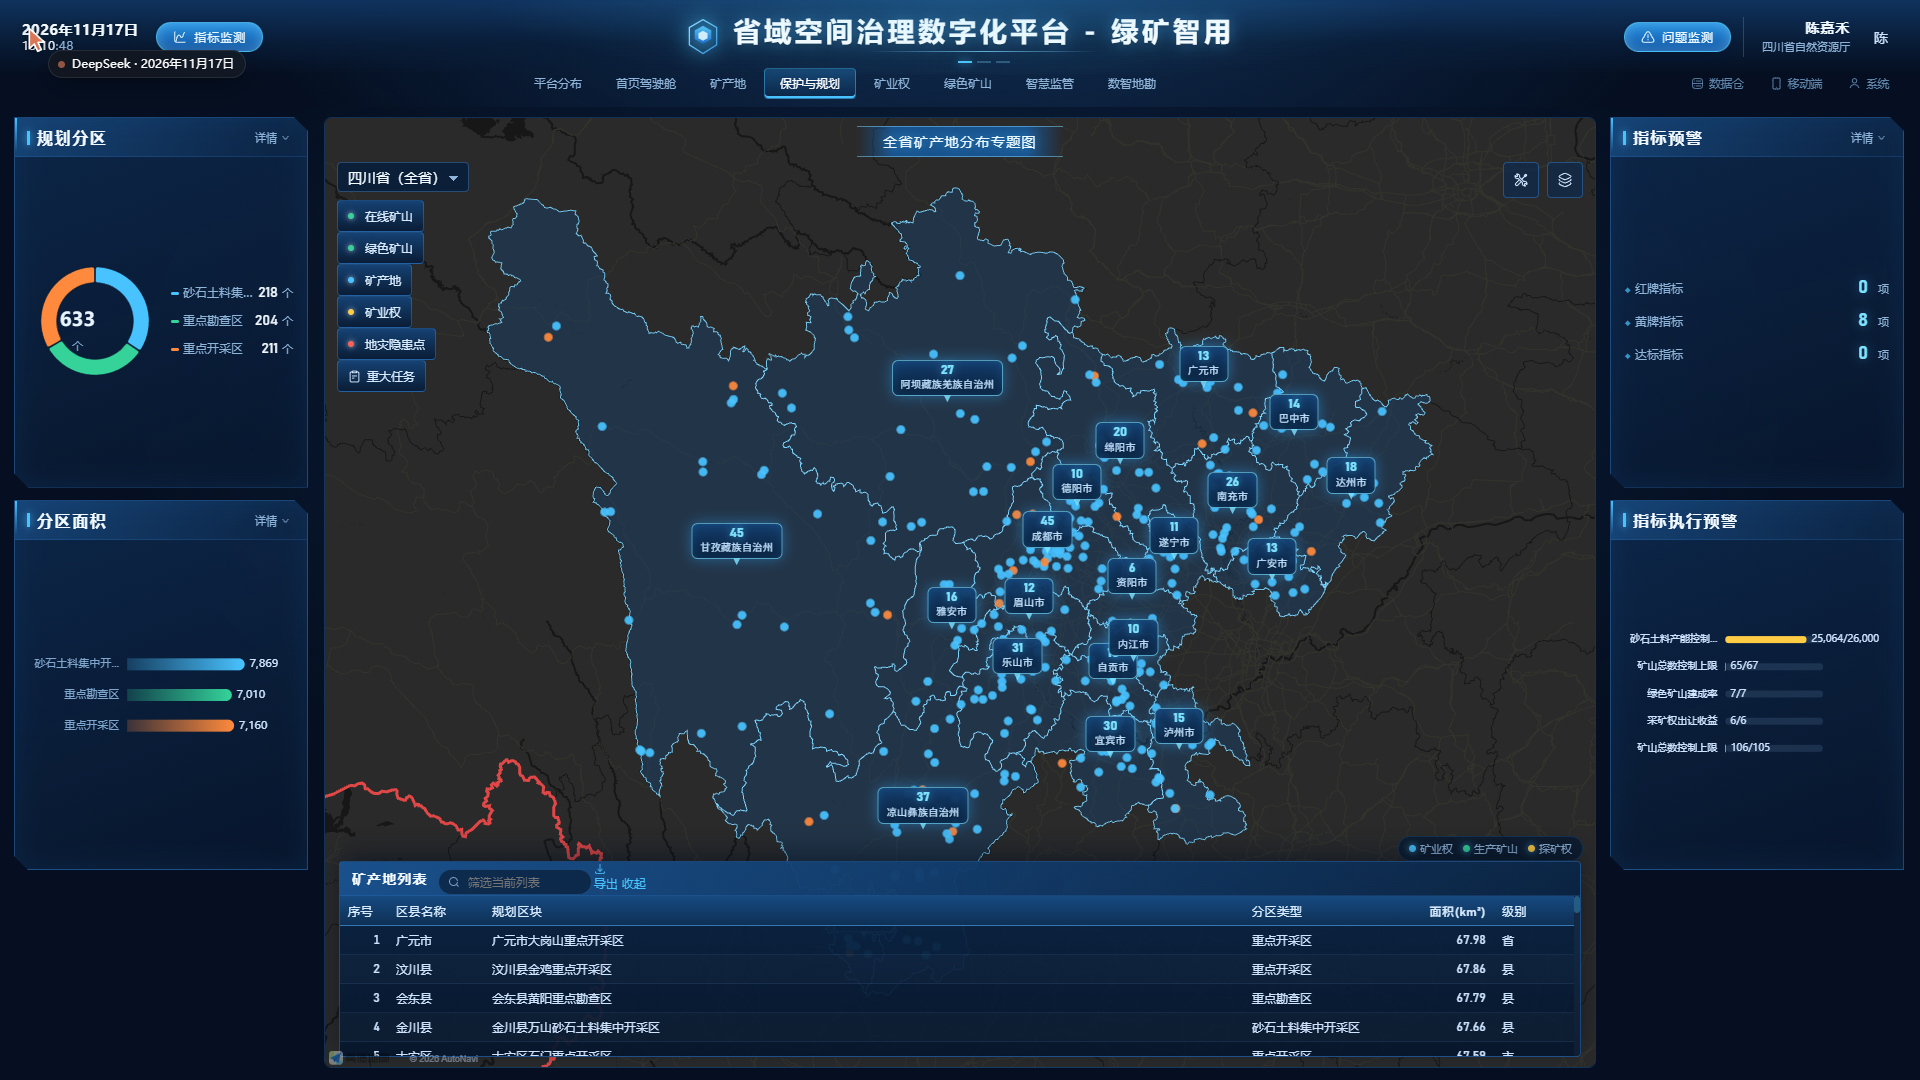 2026年11月17日
10:48
指标监测
DeepSeek · 2026年11月17日
省域空间治理数字化平台 - 绿矿智用
问题监测
陈嘉禾
四川省自然资源厅
陈
平台分布
首页驾驶舱
矿产地
保护与规划
矿业权
绿色矿山
智慧监管
数智地勘
数据仓
移动端
系统
规划分区
详情
633
个
砂石土料集... 218 个
重点勘查区 204 个
重点开采区 211 个
分区面积
详情
砂石土料集中开... 7,869
重点勘查区 7,010
重点开采区 7,160
全省矿产地分布专题图
四川省（全省）
在线矿山
绿色矿山
矿产地
矿业权
地灾隐患点
重大任务
13
广元市
27
阿坝藏族羌族自治州
14
巴中市
20
绵阳市
18
达州市
10
德阳市
26
南充市
45
成都市
11
遂宁市
45
甘孜藏族自治州
13
广安市
6
资阳市
12
眉山市
16
雅安市
10
内江市
31
乐山市
自贡市
15
泸州市
30
宜宾市
37
凉山彝族自治州
矿业权
生产矿山
探矿权
矿产地列表
筛选当前列表
导出 收起
序号 区县名称 规划区块 分区类型 面积(km²) 级别
1 广元市 广元市大岗山重点开采区 重点开采区 67.98 省
2 汶川县 汶川县金鸡重点开采区 重点开采区 67.86 县
3 会东县 会东县黄阳重点勘查区 重点勘查区 67.79 县
4 金川县 金川县万山砂石土料集中开采区 砂石土料集中开采区 67.66 县
© 2026 AutoNavi
指标预警
详情
红牌指标 0 项
黄牌指标 8 项
达标指标 0 项
指标执行预警
砂石土料产能控制... 25,064/26,000
矿山总数控制上限 65/67
绿色矿山建成率 7/7
采矿权出让收益 6/6
矿山总数控制上限 106/105